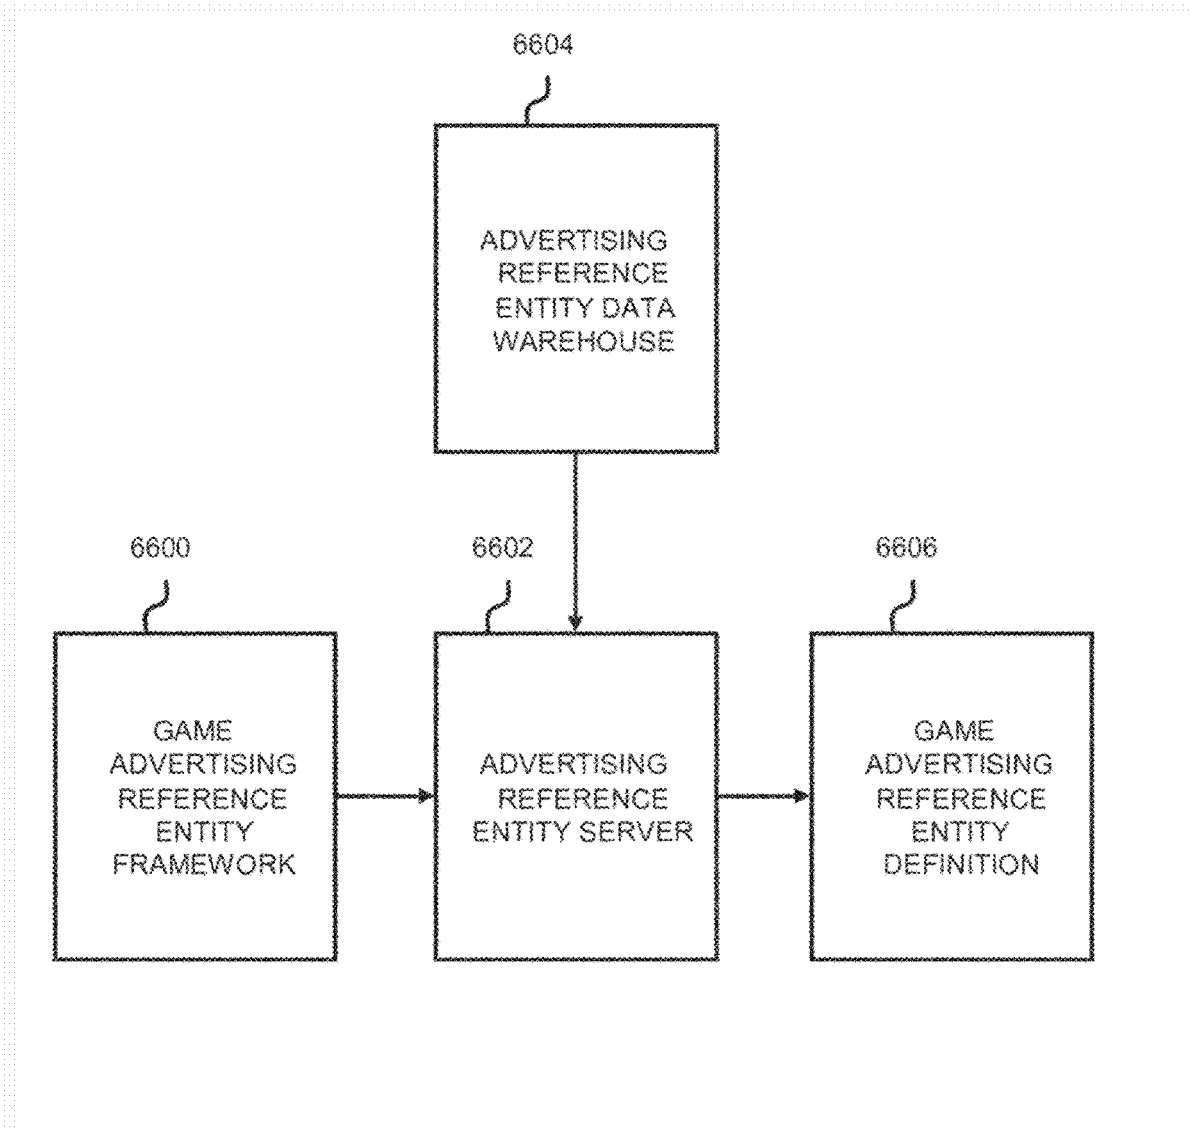 6604
ADVERTISING
REFERENCE
ENTITY DATA
WAREHOUSE
6600
6602
6606
GAME
ADVERTISING
REFERENCE
ENTITY
FRAMEWORK
ADVERTISING
REFERENCE
ENTITY SERVER
GAME
ADVERTISING
REFERENCE
ENTITY
DEFINITION